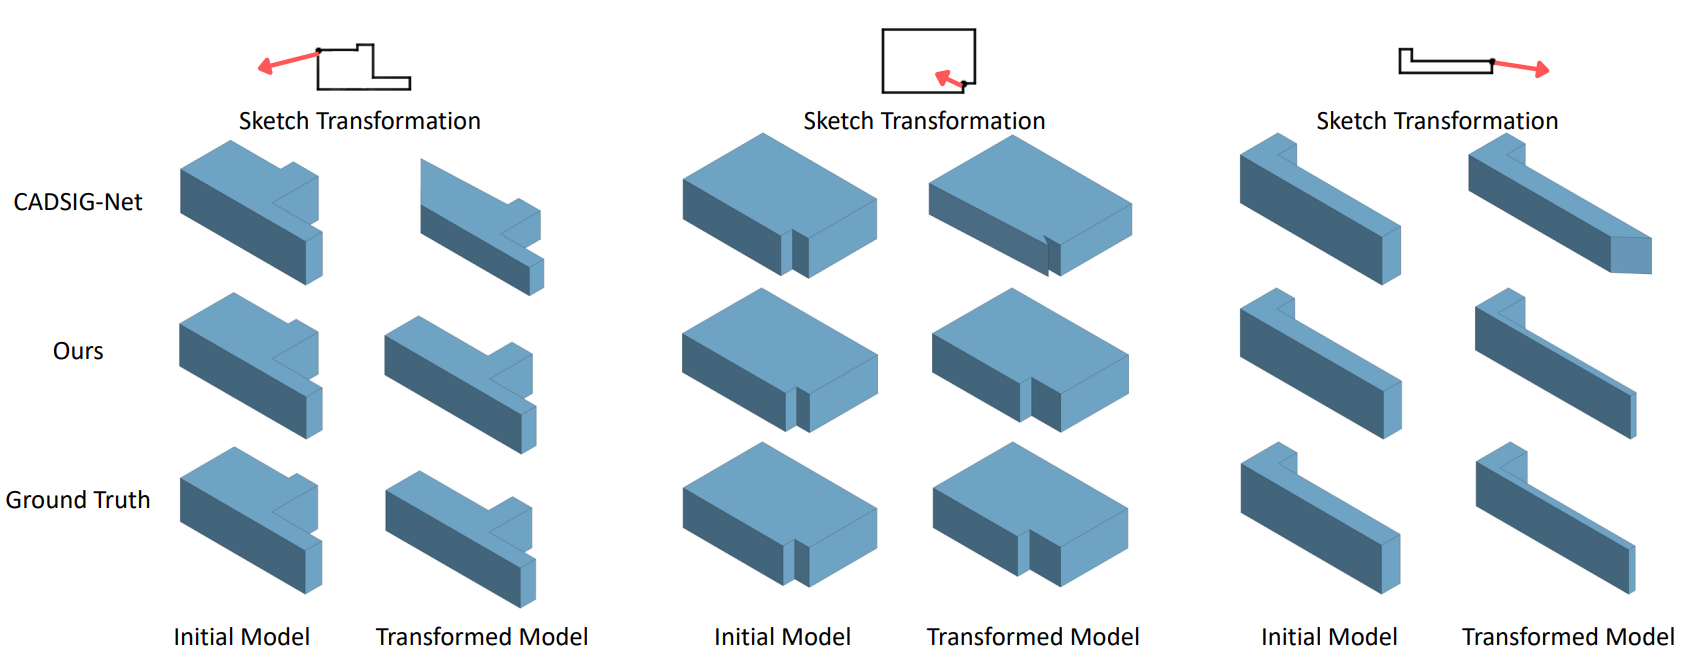 Sketch Transformation
Sketch Transformation
Sketch Transformation
CADSIG-Net
Ours
Ground Truth
Initial Model
Transformed Model
Initial Model
Transformed Model
Initial Model
Transformed Model